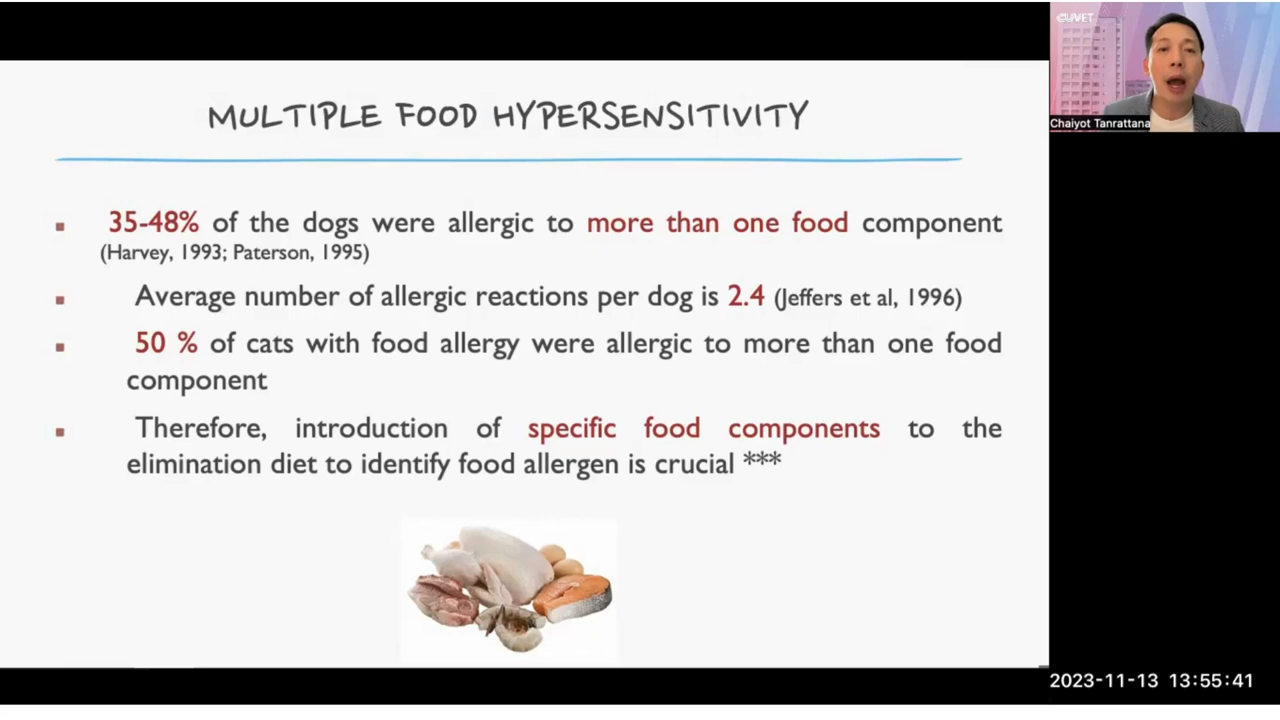 MULTIPLE FOOD HYPERSENSITIVITY
35-48% of the dogs were allergic to more than one food component
(Harvey, 1993; Paterson, 1995)
Average number of allergic reactions per dog is 2.4 (Jeffers et al, 1996)
50 % of cats with food allergy were allergic to more than one food
component
Therefore, introduction of specific food components to the
elimination diet to identify food allergen is crucial ***
CUVET
Chaiyot Tanrattana
2023-11-13 13:55:41